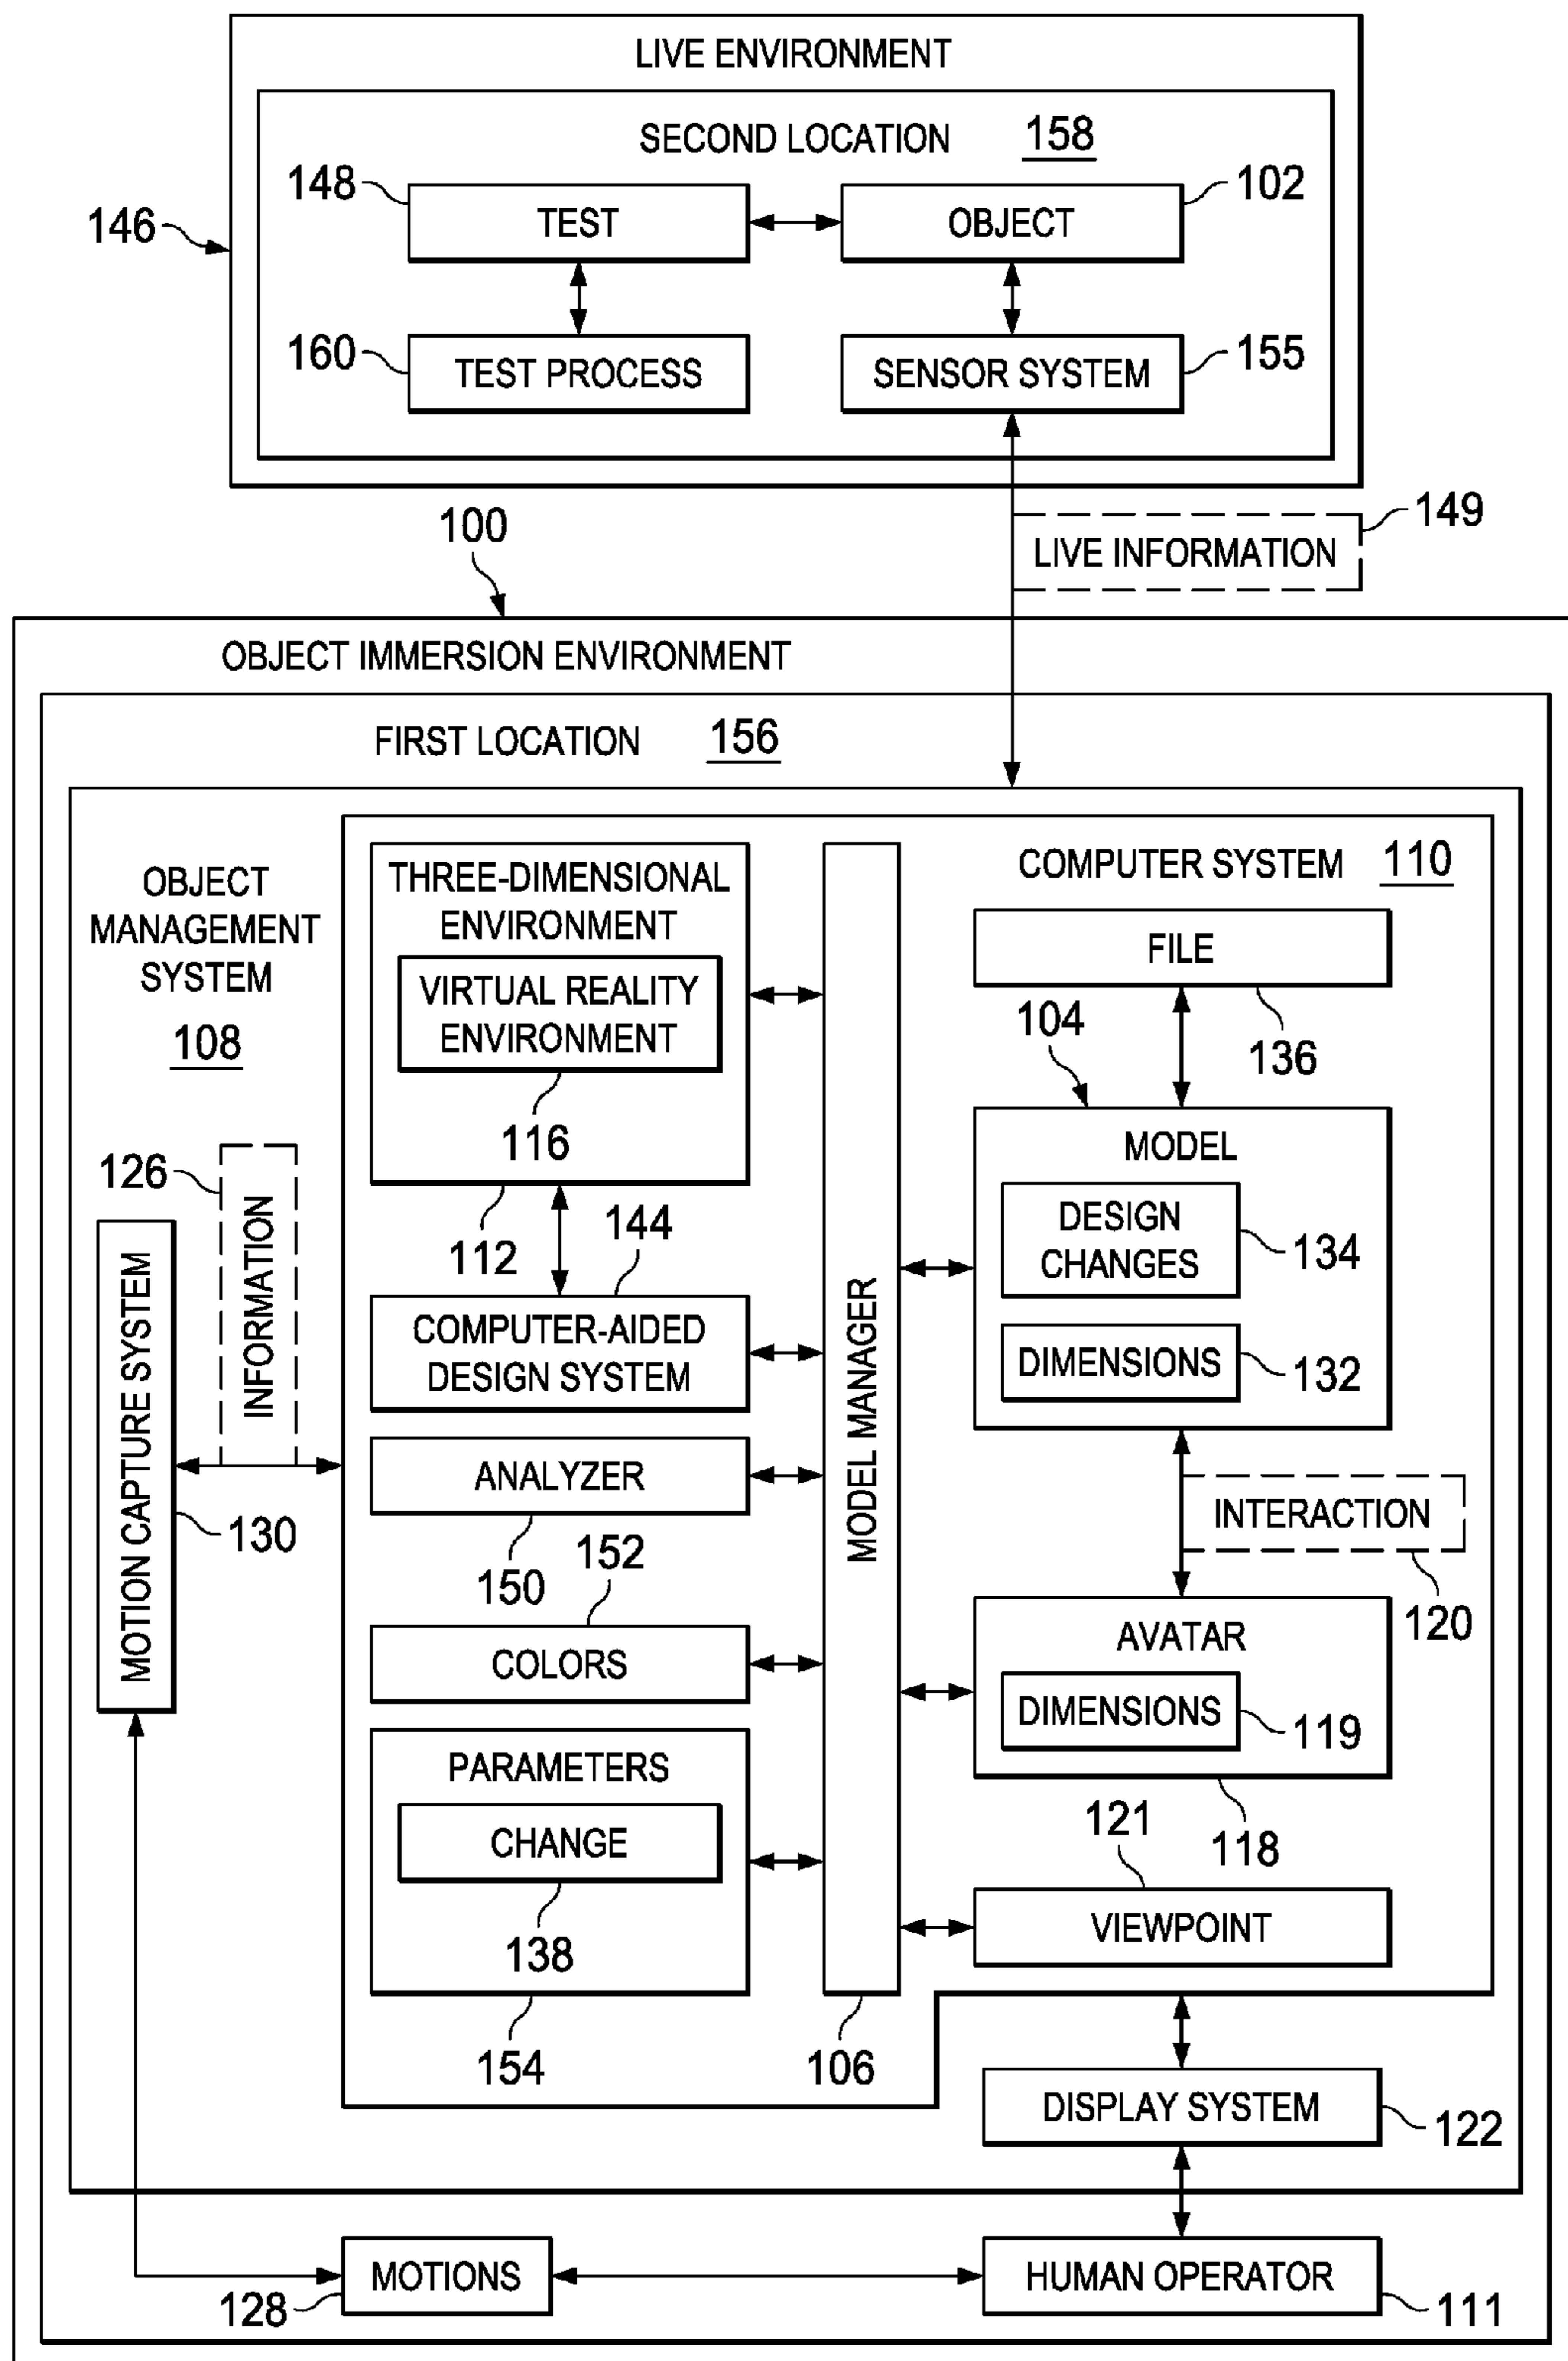 LIVE ENVIRONMENT
SECOND LOCATION 158
148
TEST
OBJECT
102
146
160
TEST PROCESS
SENSOR SYSTEM
155
149
LIVE INFORMATION
100
OBJECT IMMERSION ENVIRONMENT
FIRST LOCATION 156
OBJECT
MANAGEMENT
SYSTEM
108
THREE-DIMENSIONAL
ENVIRONMENT
VIRTUAL REALITY
ENVIRONMENT
116
112
COMPUTER SYSTEM 110
FILE
136
104
MODEL
DESIGN
CHANGES
134
DIMENSIONS
132
126
INFORMATION
MOTION CAPTURE SYSTEM
130
144
COMPUTER-AIDED
DESIGN SYSTEM
ANALYZER
150
152
COLORS
PARAMETERS
CHANGE
138
154
MODEL MANAGER
106
INTERACTION
120
AVATAR
DIMENSIONS
119
118
121
VIEWPOINT
DISPLAY SYSTEM
122
MOTIONS
128
HUMAN OPERATOR
111